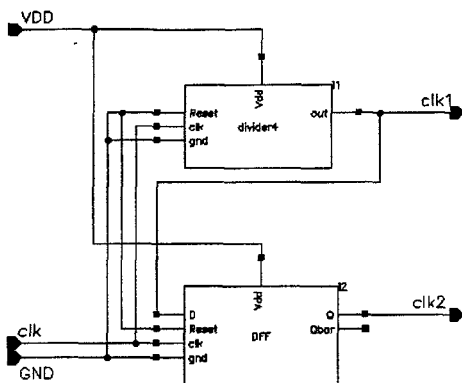 VDD
I1
Vdd
Reset
out
clk1
clk
divider4
gnd
I2
Vdd
D
Q
clk2
Reset
DFF
Qbar
clk
clk
gnd
GND